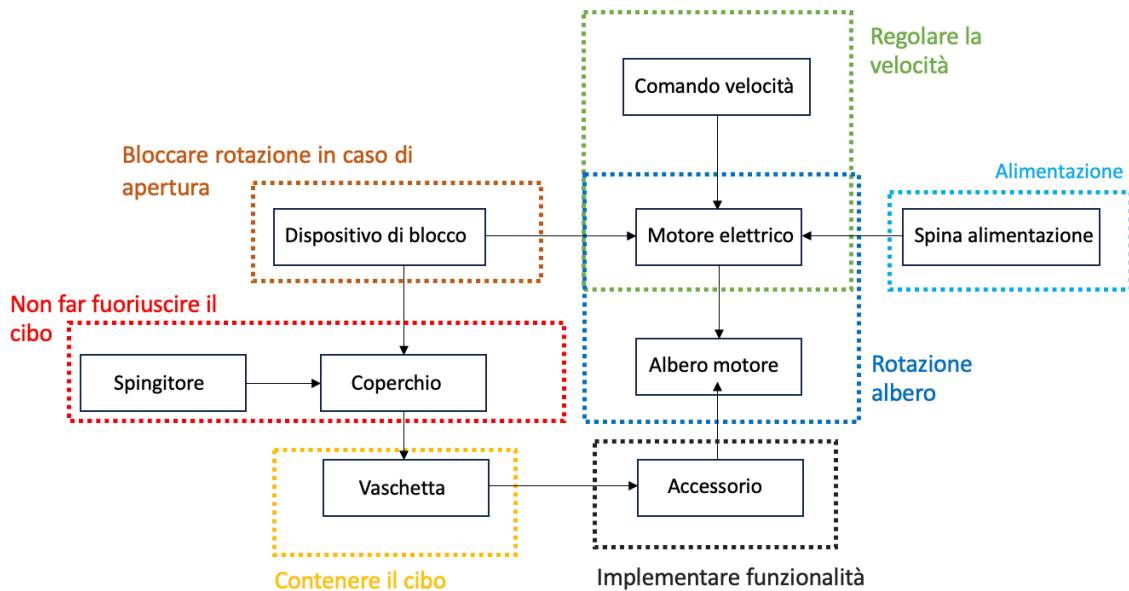 Regolare la
velocità
Comando velocità
Bloccare rotazione in caso di
apertura
Alimentazione
Dispositivo di blocco
Motore elettrico
Spina alimentazione
Non far fuoriuscire il
cibo
Spingitore
Coperchio
Albero motore
Rotazione
albero
Vaschetta
Accessorio
Contenere il cibo
Implementare funzionalità